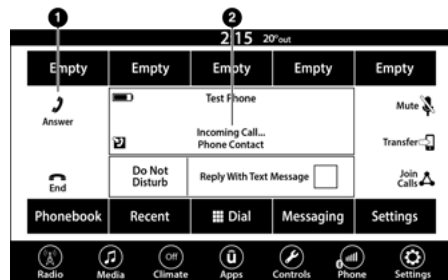 1 2
2 15 20°out
Empty Empty Empty Empty Empty
Test Phone
Answer
Mute
Incoming Call...
Phone Contact
Transfer
End
Do Not
Disturb
Reply With Text Message
Join
Calls
Phonebook Recent Dial Messaging Settings
Off ū
Radio Media Climate Apps Controls Phone Settings